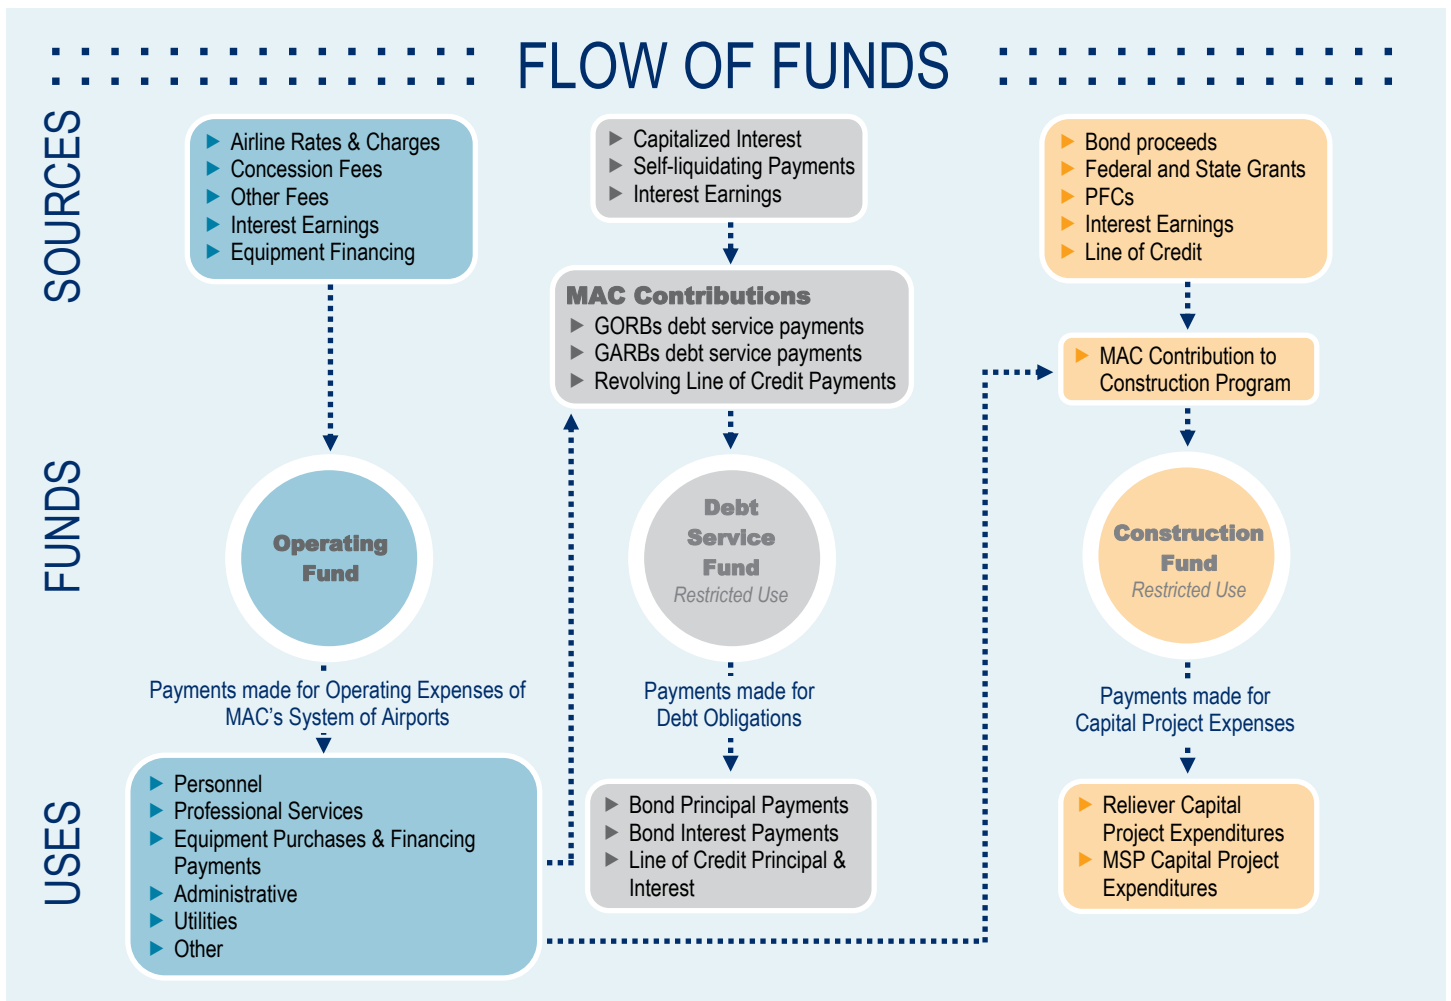 FLOW OF FUNDS
SOURCES
Airline Rates & Charges
Concession Fees
Other Fees
Interest Earnings
Equipment Financing
Capitalized Interest
Self-liquidating Payments
Interest Earnings
MAC Contributions
GORBs debt service payments
GARBs debt service payments
Revolving Line of Credit Payments
Bond proceeds
Federal and State Grants
PFCs
Interest Earnings
Line of Credit
MAC Contribution to
Construction Program
FUNDS
Operating
Fund
Debt
Service
Fund
Restricted Use
Construction
Fund
Restricted Use
Payments made for Operating Expenses of
MAC's System of Airports
Payments made for
Debt Obligations
Payments made for
Capital Project Expenses
USES
Personnel
Professional Services
Equipment Purchases & Financing
Payments
Administrative
Utilities
Other
Bond Principal Payments
Bond Interest Payments
Line of Credit Principal &
Interest
Reliever Capital
Project Expenditures
MSP Capital Project
Expenditures